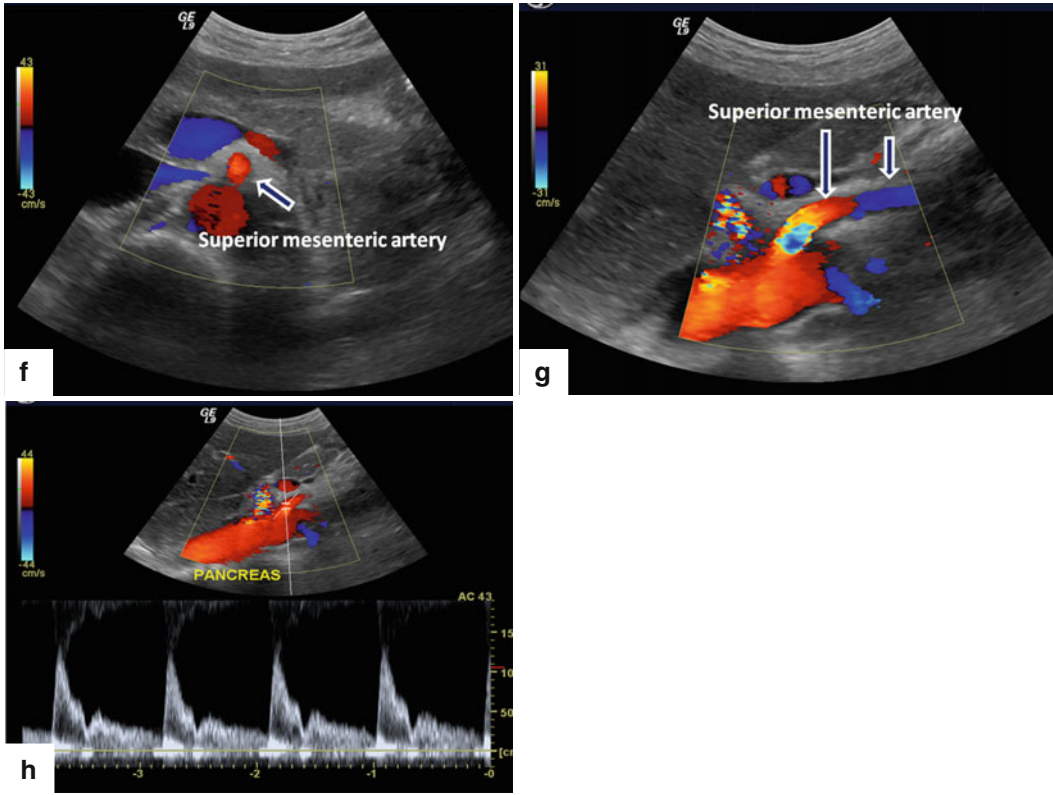 GE
L9
43
-43
cm/s
Superior mesenteric artery
f
GE
L9
31
-31
cm/s
Superior mesenteric artery
g
GE
L9
44
-44
cm/s
PANCREAS
AC 43
15
10
50
[cr
-3
-2
-1
-0
h